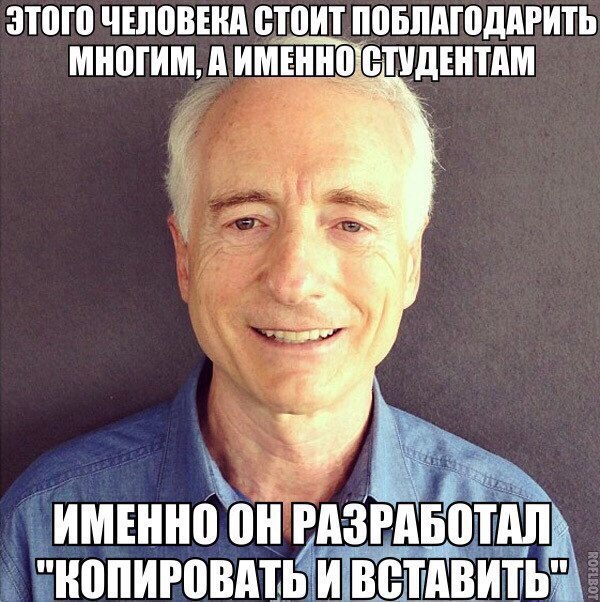 ЭТОГО ЧЕЛОВЕКА СТОИТ ПОБЛАГОДАРИТЬ
МНОГИМ, А ИМЕННО СТУДЕНТАМ
ИМЕННО ОН РАЗРАБОТАЛ
"КОПИРОВАТЬ И ВСТАВИТЬ"
ROFLBOT